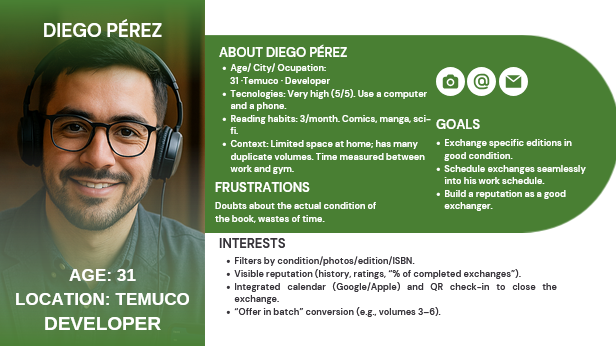 DIEGO PÉREZ
AGE: 31
LOCATION: TEMUCO
DEVELOPER
ABOUT DIEGO PÉREZ
• Age/ City/ Ocupation:
31 ·Temuco · Developer
• Tecnologies: Very high (5/5). Use a computer
and a phone.
• Reading habits: 3/month. Comics, manga, sci-
fi.
• Context: Limited space at home; has many
duplicate volumes. Time measured between
work and gym.
FRUSTRATIONS
Doubts about the actual condition of
the book, wastes of time.
GOALS
• Exchange specific editions in
good condition.
• Schedule exchanges seamlessly
into his work schedule.
• Build a reputation as a good
exchanger.
INTERESTS
• Filters by condition/photos/edition/ISBN.
• Visible reputation (history, ratings, “% of completed exchanges”).
• Integrated calendar (Google/Apple) and QR check-in to close the
exchange.
• “Offer in batch” conversion (e.g., volumes 3–6).